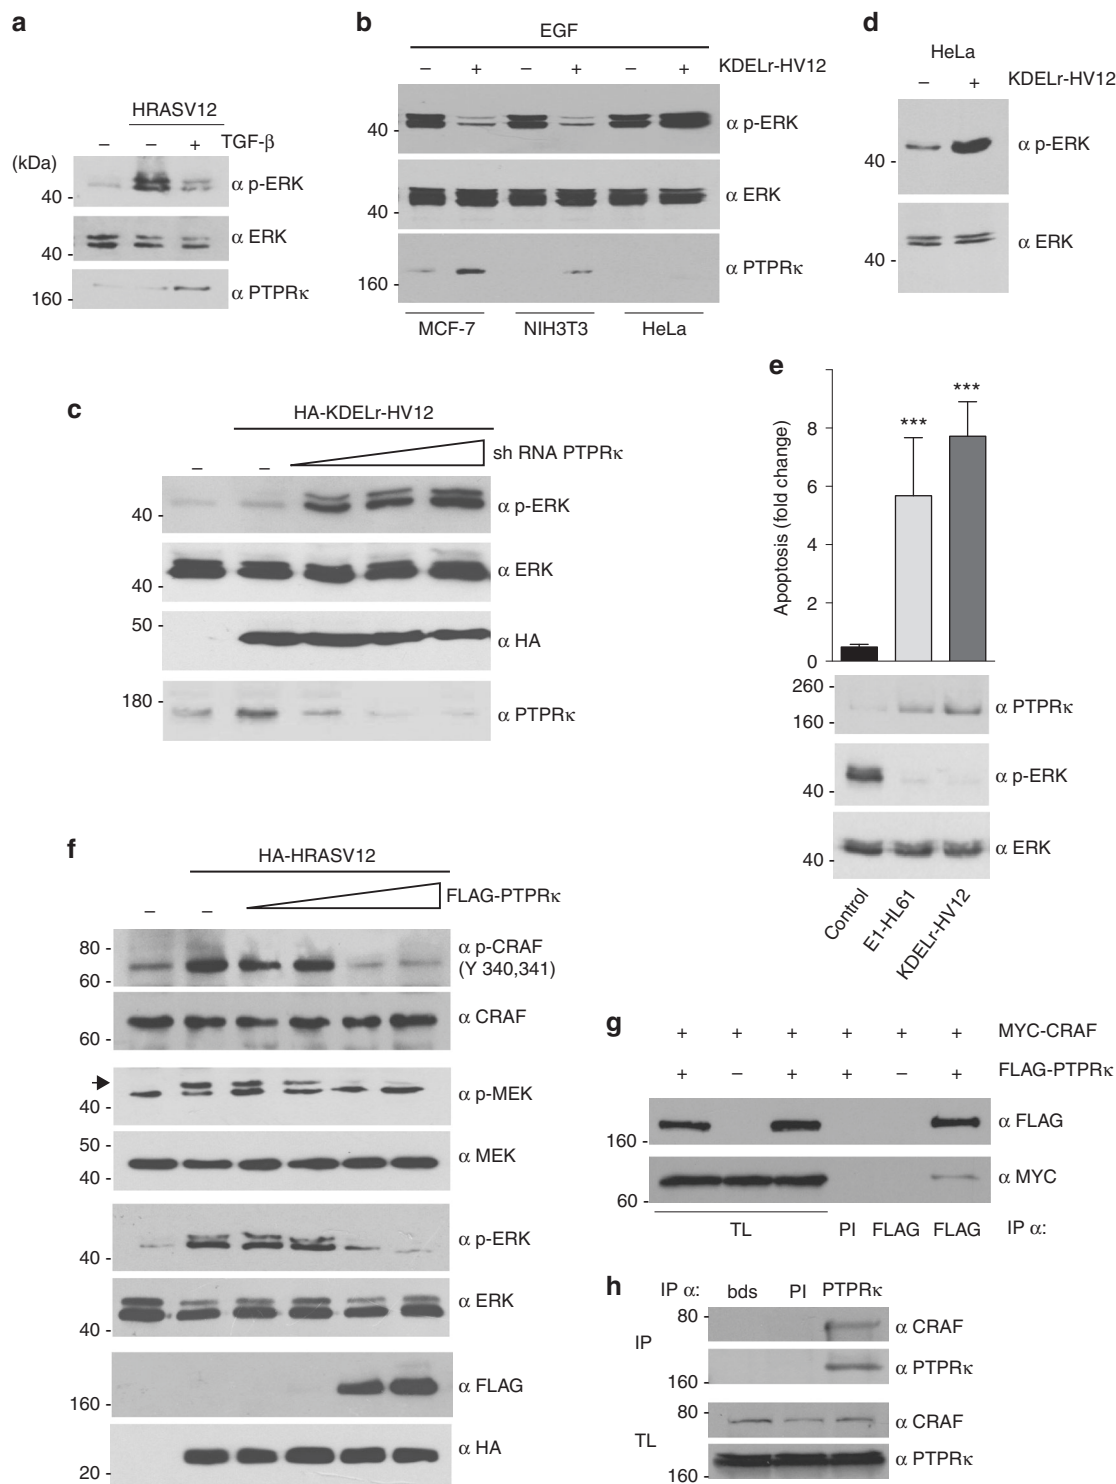 a
HRASV12
– – + TGF-β
(kDa)
40 - α p-ERK
40 - α ERK
160 - α PTPRκ
b
EGF
– + – + – + KDELr-HV12
40 - α p-ERK
40 - α ERK
160 - α PTPRκ
MCF-7 NIH3T3 HeLa
d
HeLa
– + KDELr-HV12
40 - α p-ERK
40 - α ERK
c
HA-KDELr-HV12
– – sh RNA PTPRκ
40 - α p-ERK
40 - α ERK
50 - α HA
180 - α PTPRκ
e
Apoptosis (fold change)
8
6
4
2
0
*** ***
260 -
160 - α PTPRκ
40 - α p-ERK
40 - α ERK
Control E1-HL61 KDELr-HV12
f
HA-HRASV12
– – FLAG-PTPRκ
80 - α p-CRAF
60 - (Y 340,341)
60 - α CRAF
40 - α p-MEK
50 - α MEK
40 -
40 - α p-ERK
40 - α ERK
160 - α FLAG
20 - α HA
g
+ + + + + + MYC-CRAF
+ – + + – + FLAG-PTPRκ
160 - α FLAG
60 - α MYC
TL PI FLAG FLAG IP α:
h
IP α: bds PI PTPRκ
IP
80 - α CRAF
160 - α PTPRκ
TL
80 - α CRAF
160 - α PTPRκ